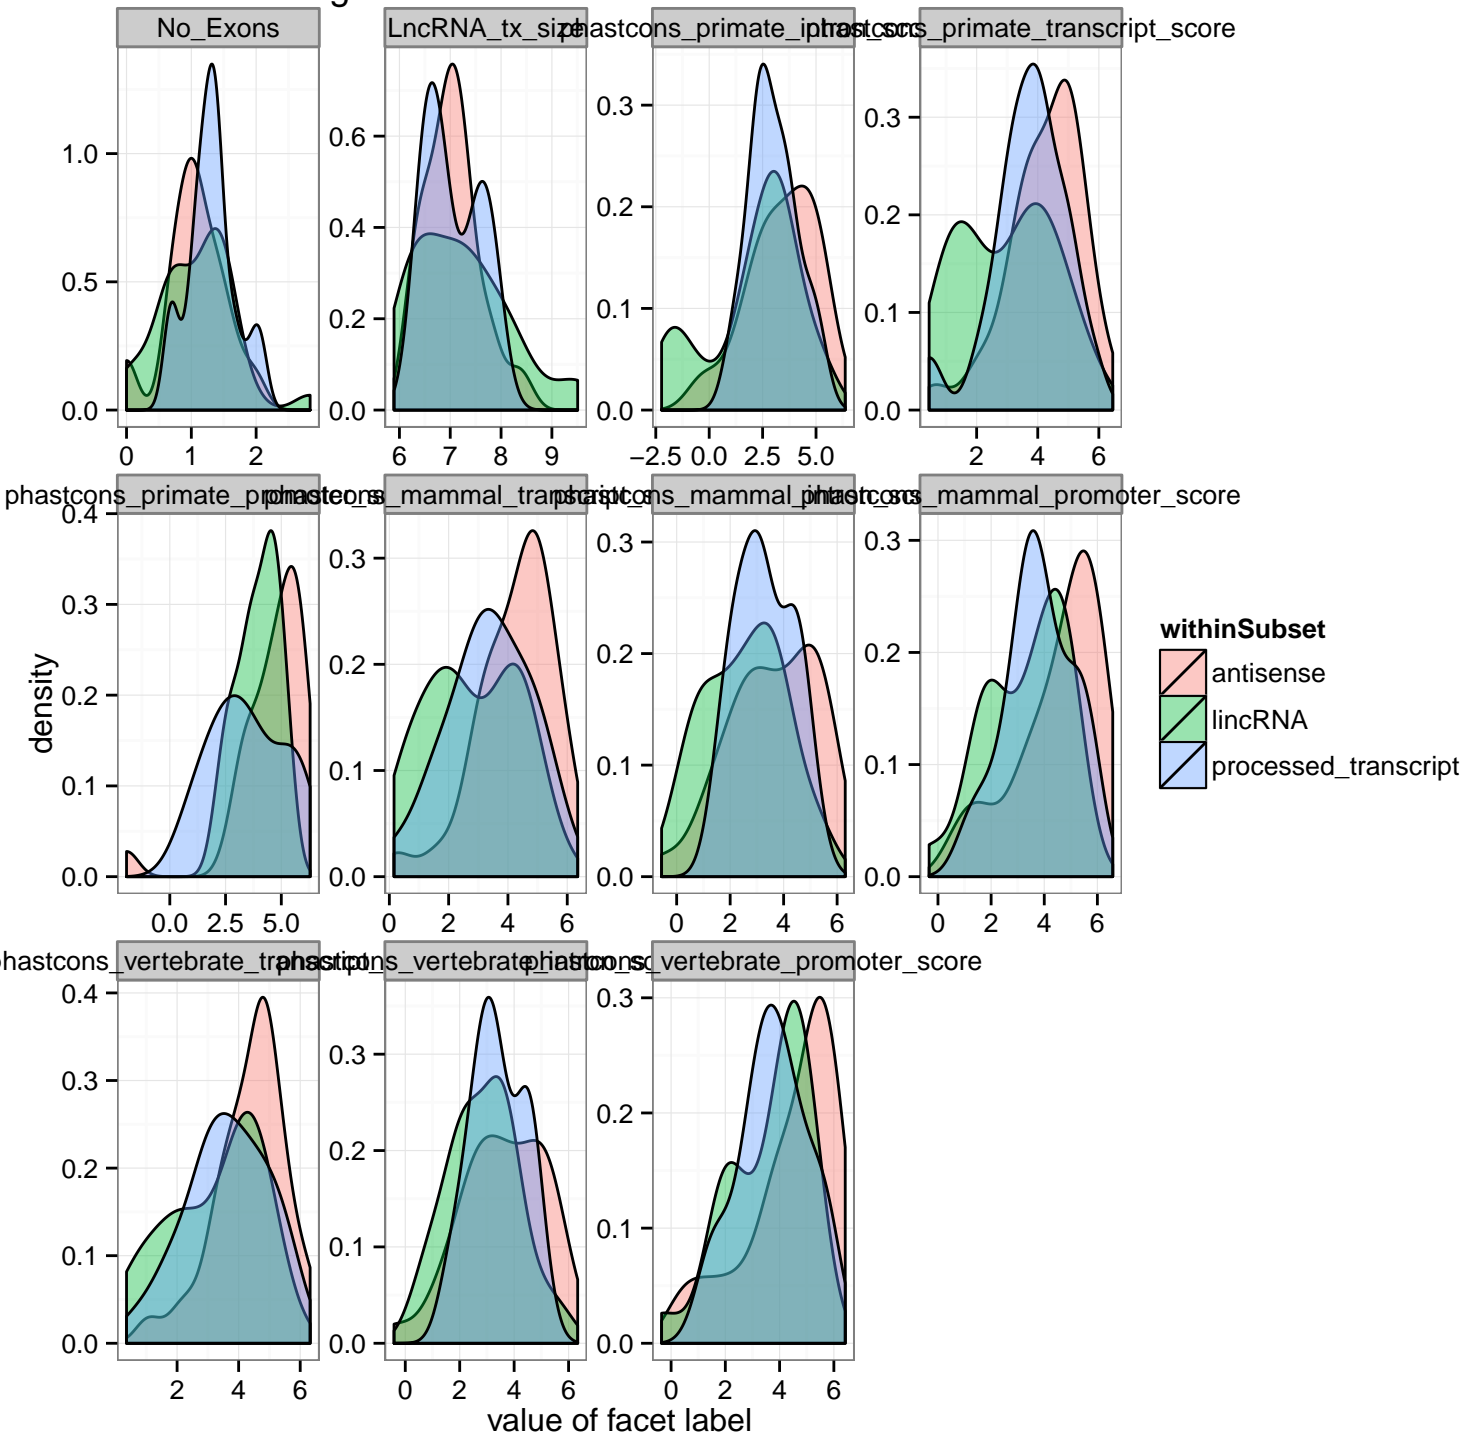 No_Exons
LncRNA_tx_size
phastcons_primate_intron_score
phastcons_primate_transcript_score
1.0
0.5
0.0
0 1 2
0.6
0.4
0.2
0.0
6 7 8 9
0.3
0.2
0.1
0.0
−2.5 0.0 2.5 5.0
0.3
0.2
0.1
0.0
2 4 6
phastcons_primate_promoter_score
phastcons_mammal_transcript_score
phastcons_mammal_intron_score
phastcons_mammal_promoter_score
0.4
0.3
0.2
0.1
0.0
0.0 2.5 5.0
0.3
0.2
0.1
0.0
0 2 4 6
0.3
0.2
0.1
0.0
0 2 4 6
0.3
0.2
0.1
0.0
0 2 4 6
density
phastcons_vertebrate_transcript
phastcons_vertebrate_intron_sc
phastcons_vertebrate_promoter_score
0.4
0.3
0.2
0.1
0.0
2 4 6
0.3
0.2
0.1
0.0
0 2 4 6
0.3
0.2
0.1
0.0
0 2 4 6
value of facet label
withinSubset
antisense
lincRNA
processed_transcript